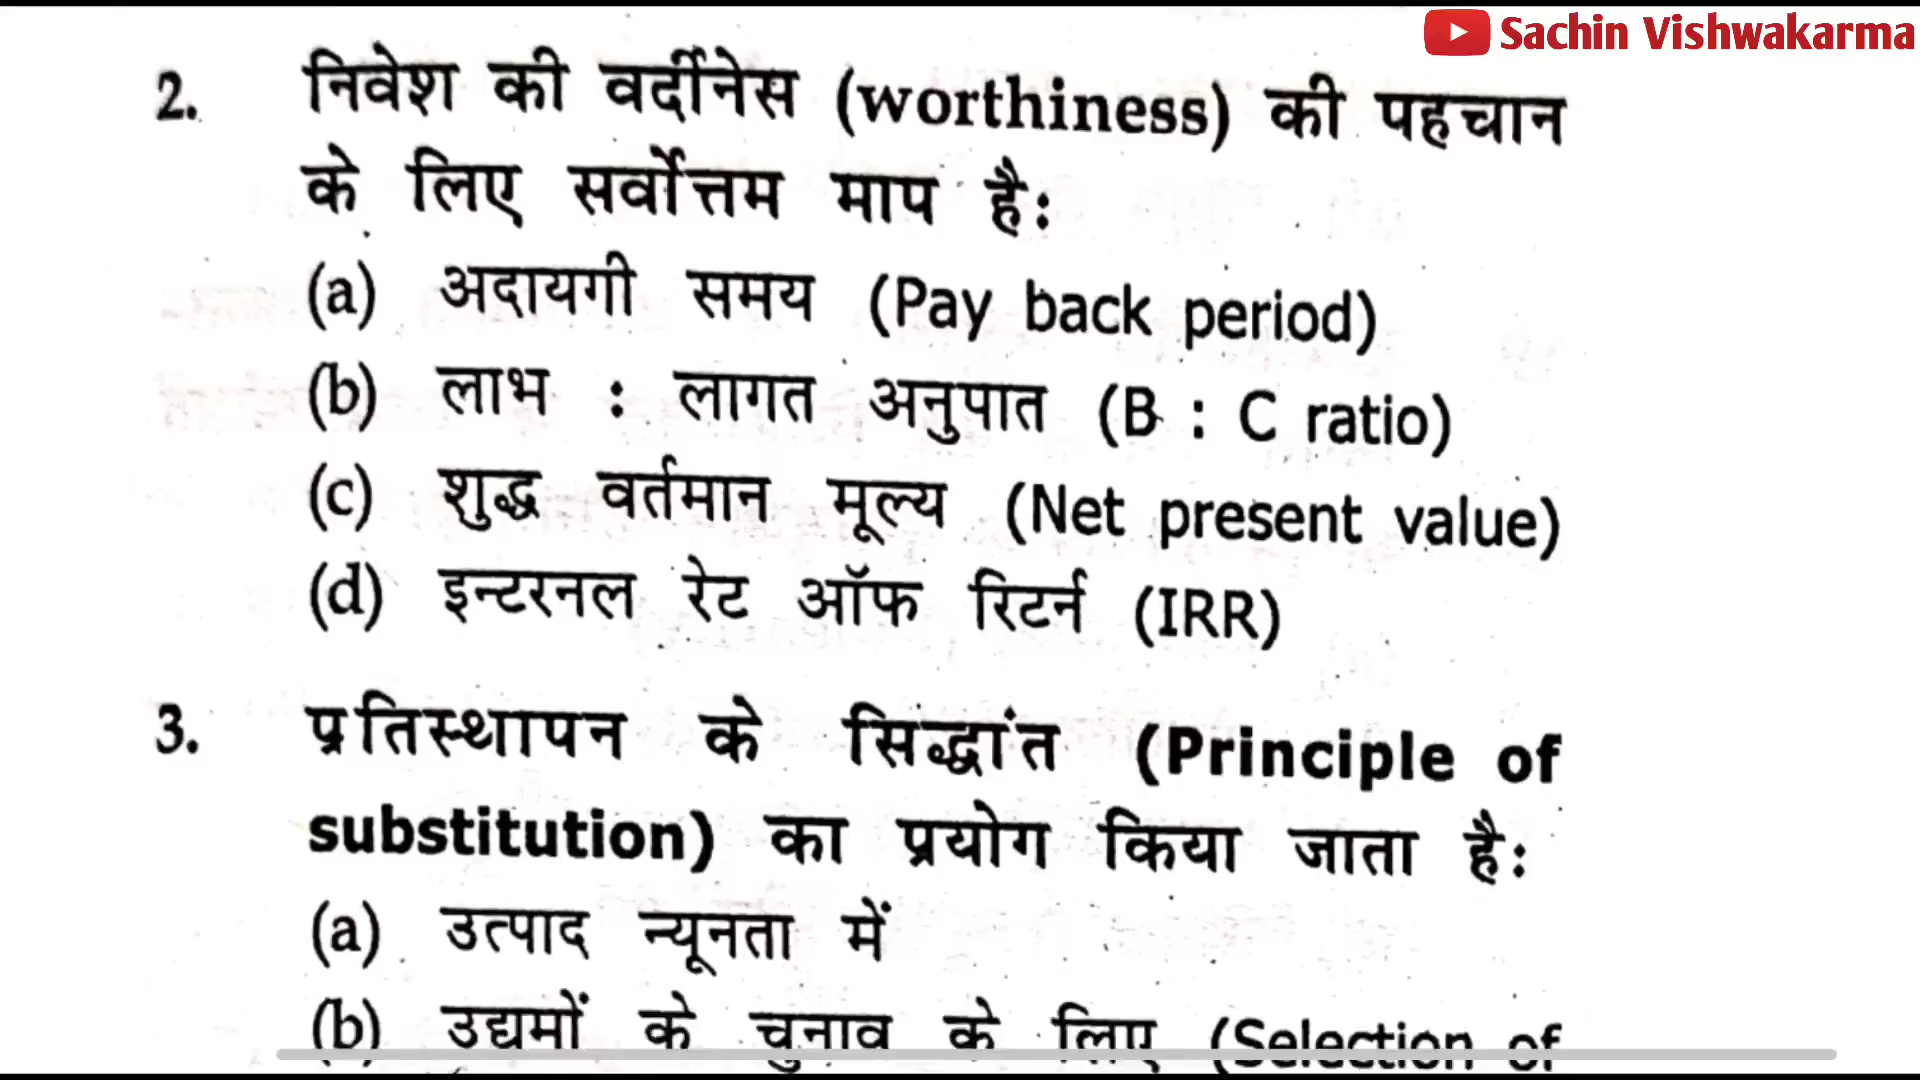 Sachin Vishwakarma
2. निवेश की वर्दीनेस (worthiness) की पहचान
के लिए सर्वोत्तम माप है:
(a) अदायगी समय (Pay back period)
(b) लाभ : लागत अनुपात (B : C ratio)
(c) शुद्ध वर्तमान मूल्य (Net present value)
(d) इन्टरनल रेट ऑफ रिटर्न (IRR)
3. प्रतिस्थापन के सिद्धांत (Principle of
substitution) का प्रयोग किया जाता है:
(a) उत्पाद न्यूनता में
(b) उद्यमों के चुनाव के लिए (Selection of